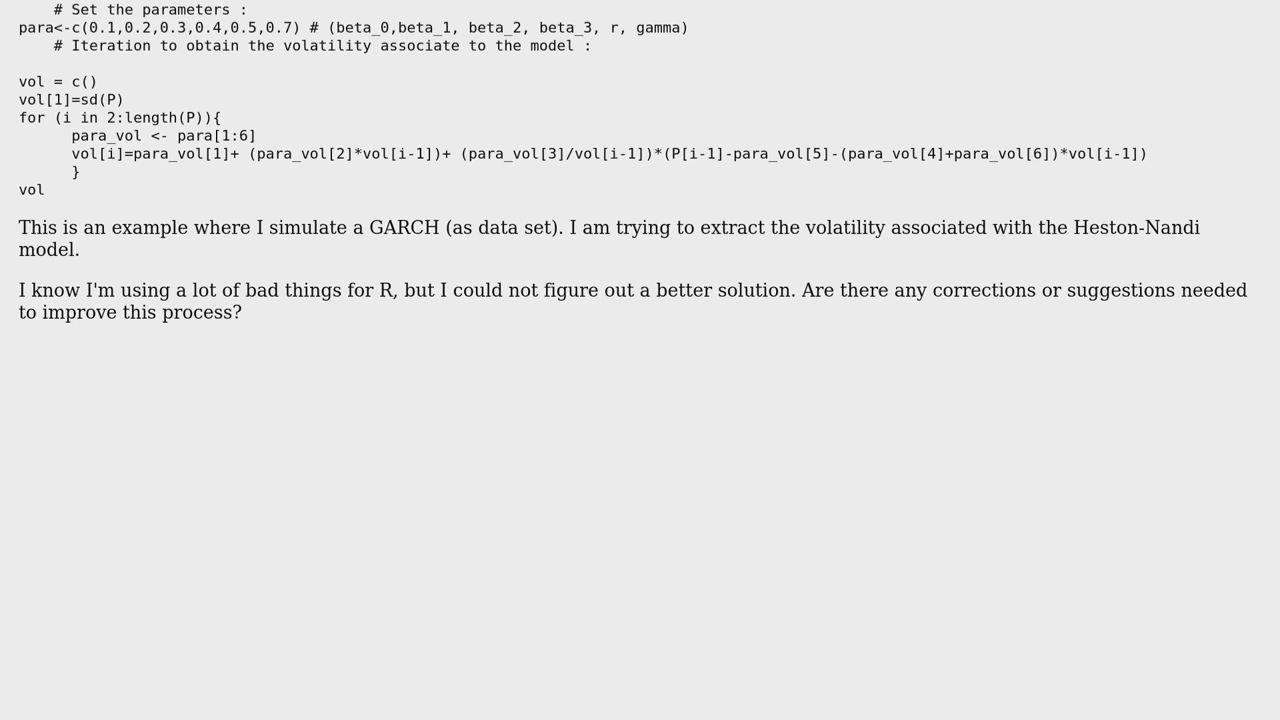 # Set the parameters :
para<-c(0.1,0.2,0.3,0.4,0.5,0.7) # (beta_0,beta_1, beta_2, beta_3, r, gamma)
    # Iteration to obtain the volatility associate to the model :
vol = c()
vol[1]=sd(P)
for (i in 2:length(P)){
      para_vol <- para[1:6]
      vol[i]=para_vol[1]+ (para_vol[2]*vol[i-1])+ (para_vol[3]/vol[i-1])*(P[i-1]-para_vol[5]-(para_vol[4]+para_vol[6])*vol[i-1])
      }
vol
This is an example where I simulate a GARCH (as data set). I am trying to extract the volatility associated with the Heston-Nandi
model.
I know I'm using a lot of bad things for R, but I could not figure out a better solution. Are there any corrections or suggestions needed
to improve this process?